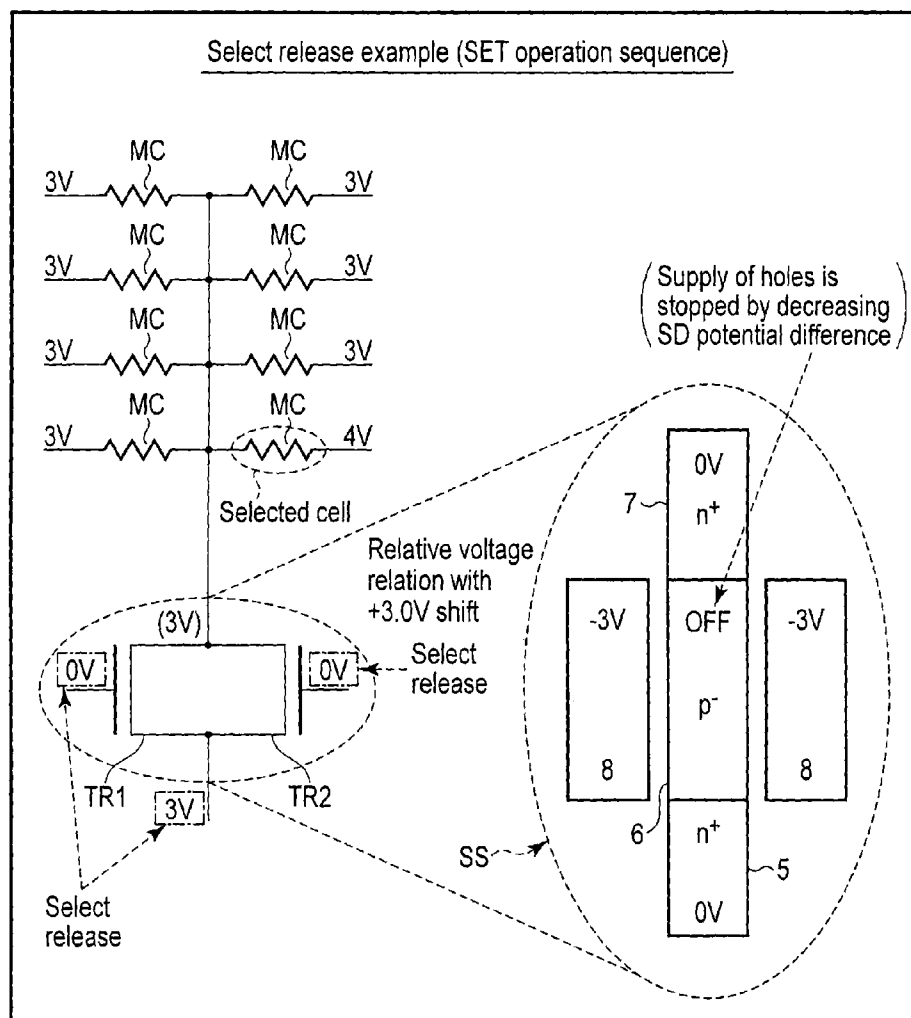 Select release example (SET operation sequence)
MC MC
3V 3V
MC MC
3V 3V
MC MC
3V 3V
MC MC
3V 4V
Selected cell
(Supply of holes is
stopped by decreasing
SD potential difference)
Relative voltage
relation with
+3.0V shift
(3V)
0V 0V
Select
release
TR1 TR2
3V
Select
release
0V
7 n+
-3V OFF -3V
p-
8 8
6 n+
SS 5
0V